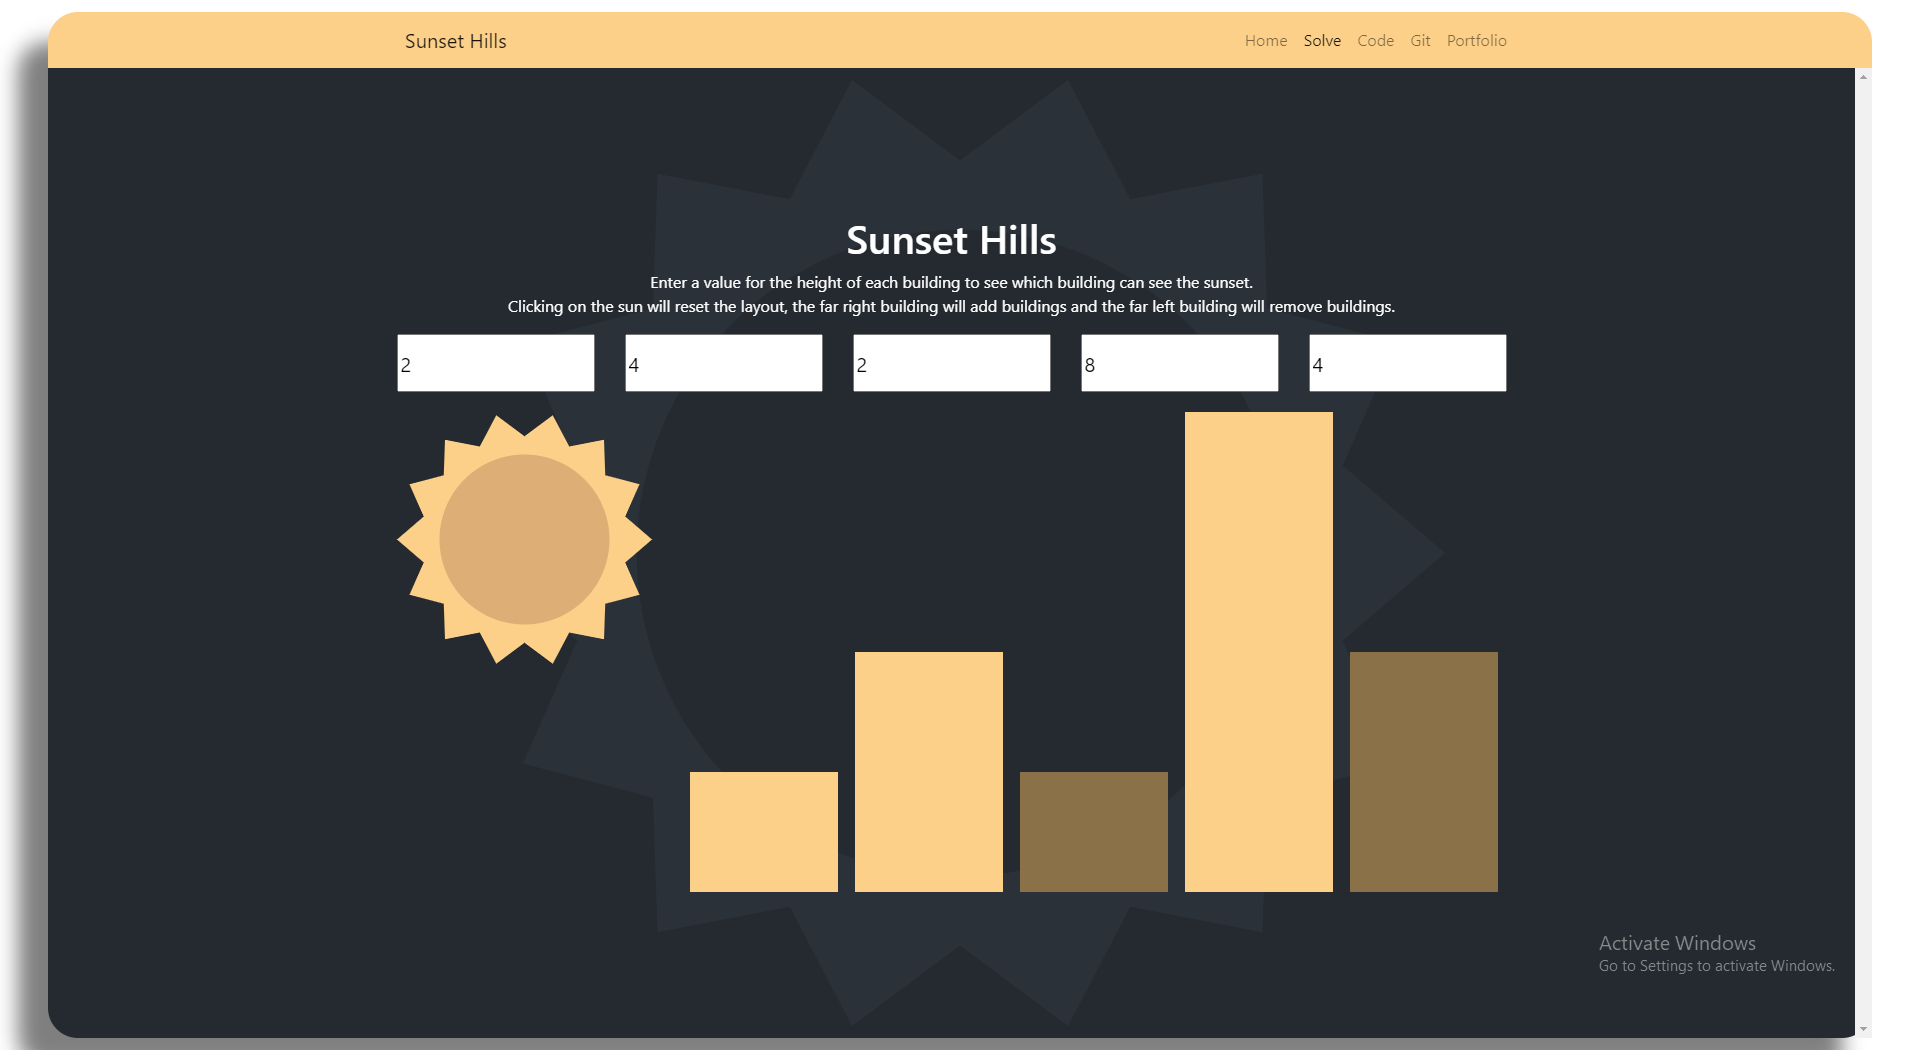 Sunset Hills
Home Solve Code Git Portfolio
Sunset Hills
Enter a value for the height of each building to see which building can see the sunset.
Clicking on the sun will reset the layout, the far right building will add buildings and the far left building will remove buildings.
2 4 2 8 4
Activate Windows
Go to Settings to activate Windows.